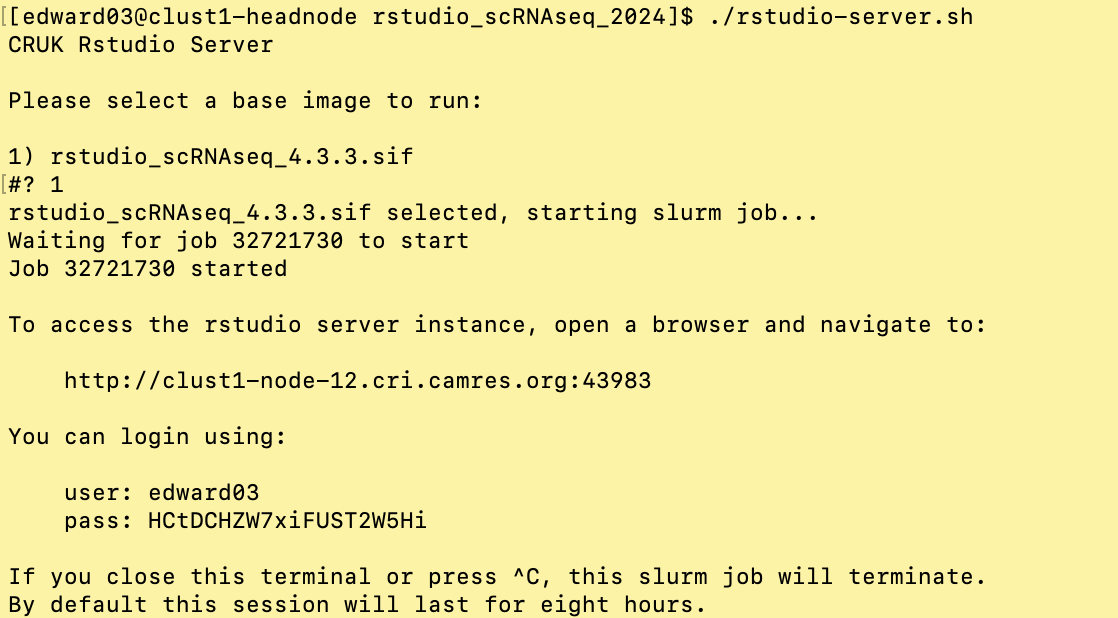 [[edward03@clust1-headnode rstudio_scRNAseq_2024]$ ./rstudio-server.sh
CRUK Rstudio Server
Please select a base image to run:
1) rstudio_scRNAseq_4.3.3.sif
[#? 1
rstudio_scRNAseq_4.3.3.sif selected, starting slurm job...
Waiting for job 32721730 to start
Job 32721730 started
To access the rstudio server instance, open a browser and navigate to:
http://clust1-node-12.cri.camres.org:43983
You can login using:
user: edward03
pass: HCtDCHZW7xiFUST2W5Hi
If you close this terminal or press ^C, this slurm job will terminate.
By default this session will last for eight hours.